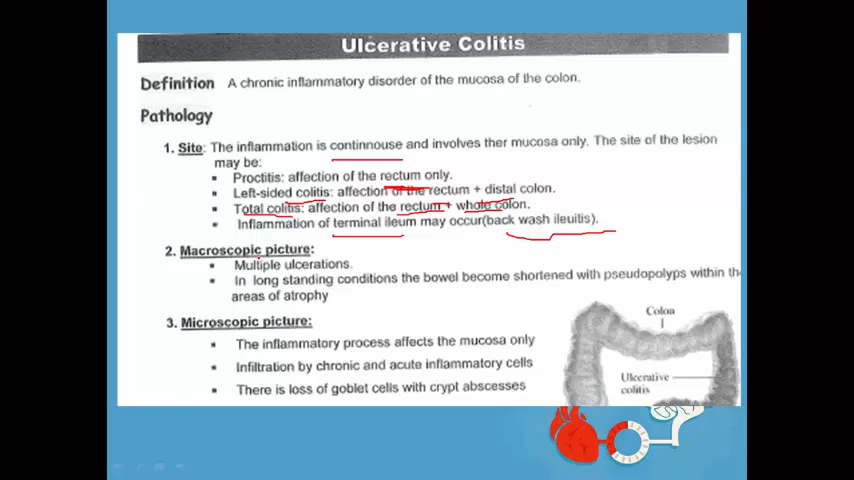 Ulcerative Colitis
Definition A chronic inflammatory disorder of the mucosa of the colon.
Pathology
1. Site: The inflammation is continnouse and involves ther mucosa only. The site of the lesion
may be:
▪ Proctitis: affection of the rectum only.
▪ Left-sided colitis: affection of the rectum + distal colon.
▪ Total colitis: affection of the rectum + whole colon.
▪ Inflammation of terminal ileum may occur(back wash ileuitis).
2. Macroscopic picture:
▪ Multiple ulcerations.
▪ In long standing conditions the bowel become shortened with pseudopolyps within the
areas of atrophy
3. Microscopic picture:
▪ The inflammatory process affects the mucosa only
▪ Infiltration by chronic and acute inflammatory cells
▪ There is loss of goblet cells with crypt abscesses
Colon
Ulcerative
colitis